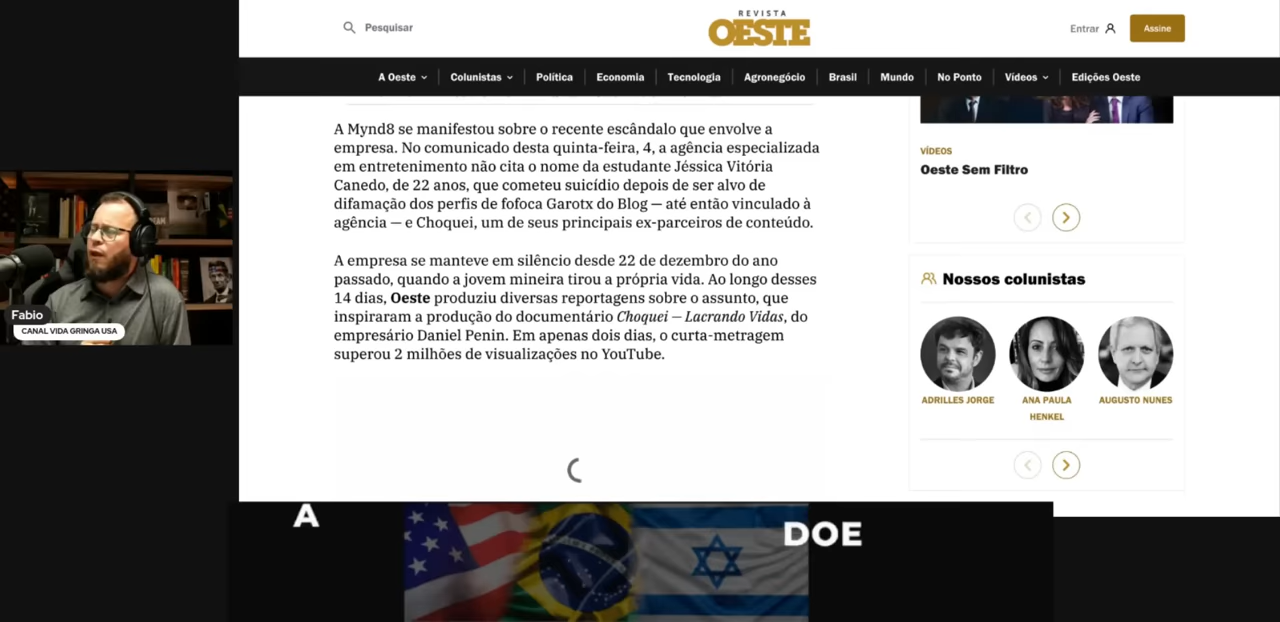 Pesquisar
REVISTA
OESTE
Entrar
Assine
A Oeste
Colunistas
Política
Economia
Tecnologia
Agronegócio
Brasil
Mundo
No Ponto
Vídeos
Edições Oeste
A Mynd8 se manifestou sobre o recente escândalo que envolve a
empresa. No comunicado desta quinta-feira, 4, a agência especializada
em entretenimento não cita o nome da estudante Jéssica Vitória
Canedo, de 22 anos, que cometeu suicídio depois de ser alvo de
difamação dos perfis de fofoca Garotx do Blog — até então vinculado à
agência — e Choquei, um de seus principais ex-parceiros de conteúdo.
A empresa se manteve em silêncio desde 22 de dezembro do ano
passado, quando a jovem mineira tirou a própria vida. Ao longo desses
14 dias, Oeste produziu diversas reportagens sobre o assunto, que
inspiraram a produção do documentário Choquei — Lacrando Vidas, do
empresário Daniel Penin. Em apenas dois dias, o curta-metragem
superou 2 milhões de visualizações no YouTube.
VÍDEOS
Oeste Sem Filtro
Nossos colunistas
ADRILLES JORGE
ANA PAULA
HENKEL
AUGUSTO NUNES
Fabio
CANAL VIDA GRINGA USA
A
DOE